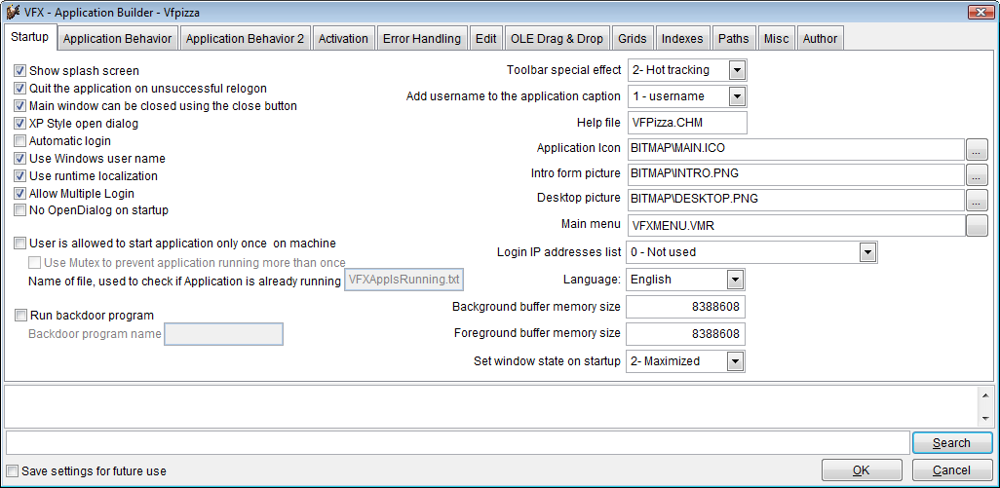 VFX - Application Builder - Vfpizza
Startup Application Behavior Application Behavior 2 Activation Error Handling Edit OLE Drag & Drop Grids Indexes Paths Misc Author
Show splash screen
Quit the application on unsuccessful relogon
Main window can be closed using the close button
XP Style open dialog
Automatic login
Use Windows user name
Use runtime localization
Allow Multiple Login
No OpenDialog on startup
User is allowed to start application only once on machine
Use Mutex to prevent application running more than once
Name of file, used to check if Application is already running VFXAppIsRunning.txt
Run backdoor program
Backdoor program name
Toolbar special effect 2- Hot tracking
Add username to the application caption 1 - username
Help file VFPizza.CHM
Application Icon BITMAP\MAIN.ICO ...
Intro form picture BITMAP\INTRO.PNG ...
Desktop picture BITMAP\DESKTOP.PNG ...
Main menu VFXMENU.VMR
Login IP addresses list 0 - Not used
Language: English
Background buffer memory size 8388608
Foreground buffer memory size 8388608
Set window state on startup 2- Maximized
Search
Save settings for future use OK Cancel